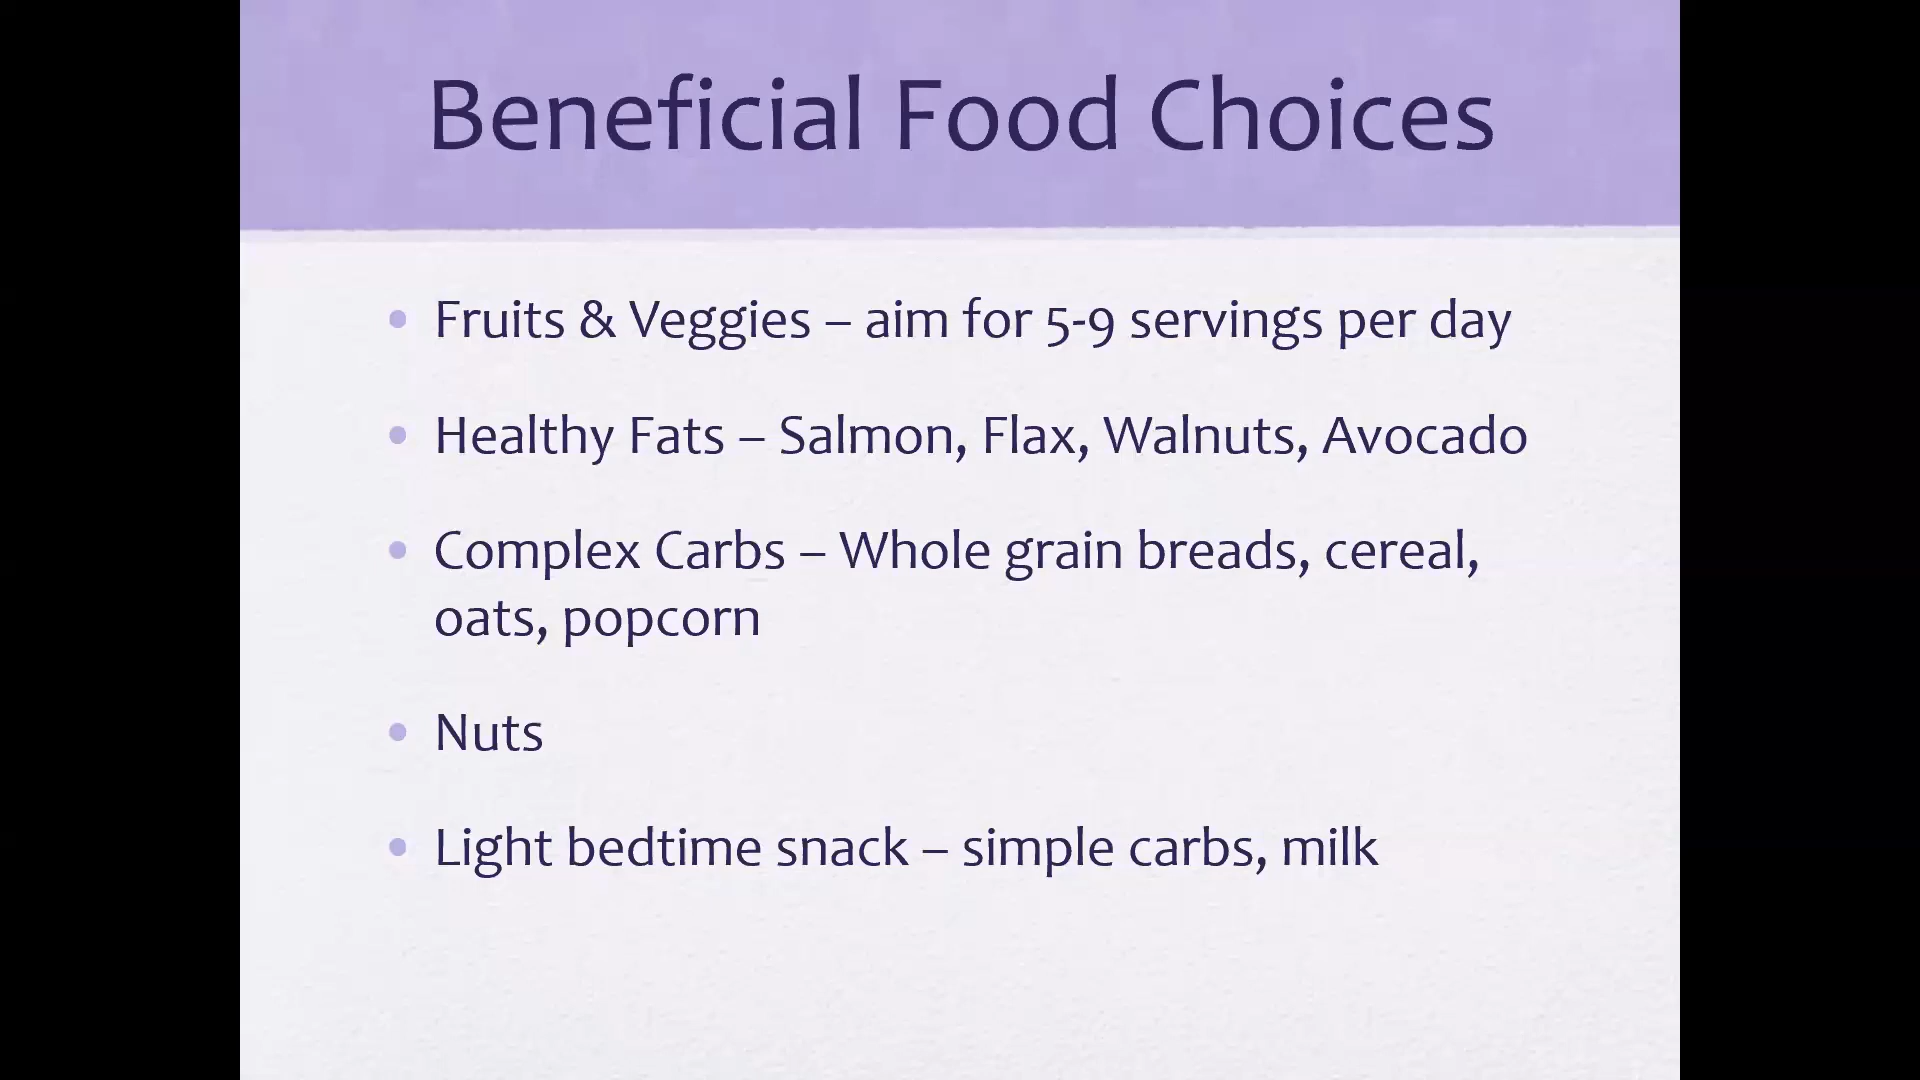 Beneficial Food Choices
• Fruits & Veggies – aim for 5-9 servings per day
• Healthy Fats – Salmon, Flax, Walnuts, Avocado
• Complex Carbs – Whole grain breads, cereal,
oats, popcorn
• Nuts
• Light bedtime snack – simple carbs, milk